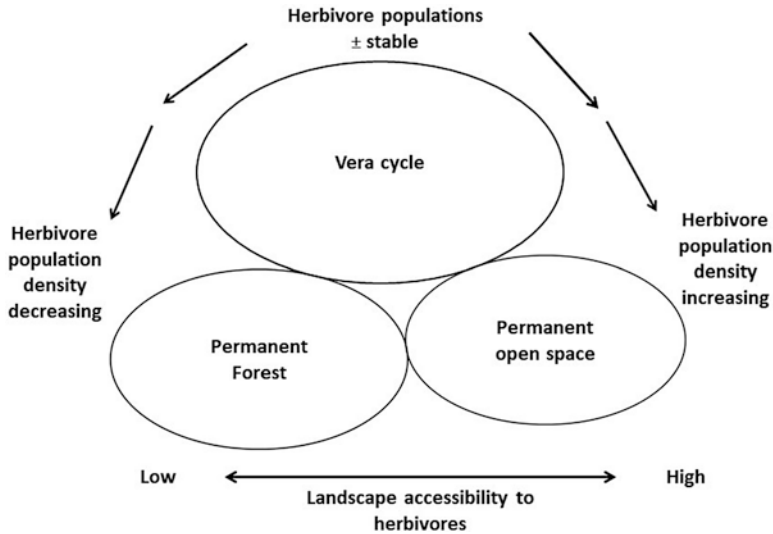 Herbivore populations
± stable
Vera cycle
Herbivore
population
density
decreasing
Herbivore
population
density
increasing
Permanent
Forest
Permanent
open space
Low
High
Landscape accessibility to
herbivores